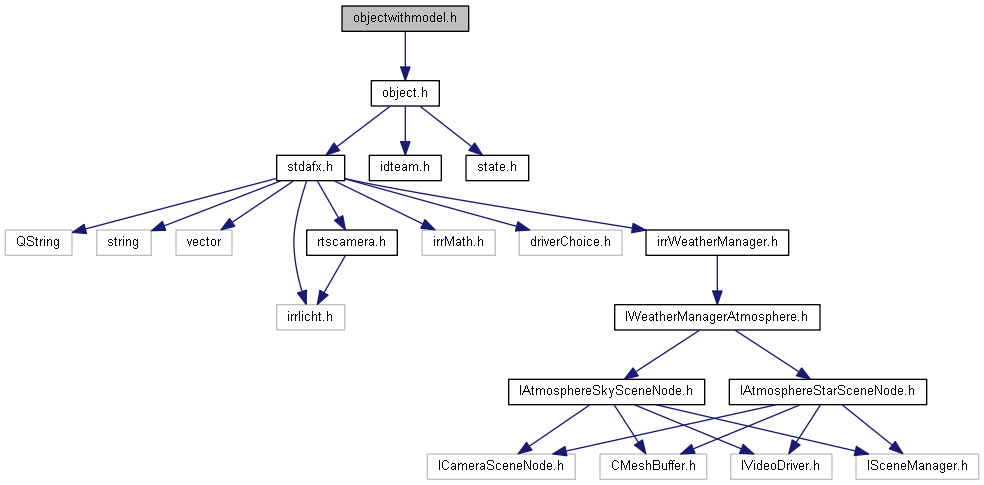 objectwithmodel.h
object.h
stdafx.h
idteam.h
state.h
QString
string
vector
rtscamera.h
irrMath.h
driverChoice.h
irrWeatherManager.h
irrlicht.h
IWeatherManagerAtmosphere.h
IAtmosphereSkySceneNode.h
IAtmosphereStarSceneNode.h
ICameraSceneNode.h
CMeshBuffer.h
IVideoDriver.h
ISceneManager.h